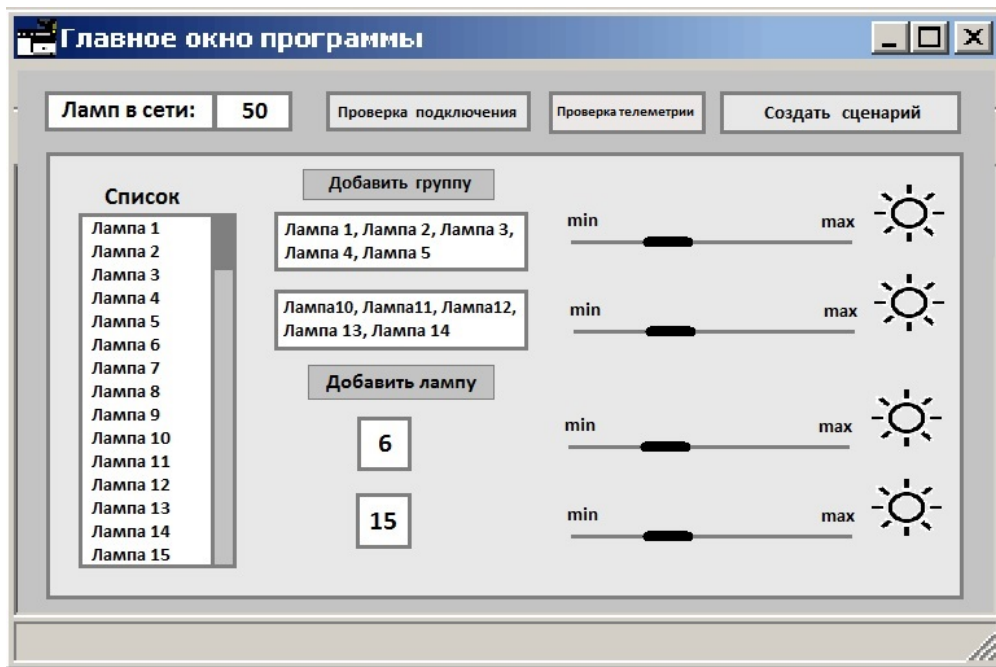 Главное окно программы
Ламп в сети: 50
Проверка подключения
Проверка телеметрии
Создать сценарий
Список
Лампа 1
Лампа 2
Лампа 3
Лампа 4
Лампа 5
Лампа 6
Лампа 7
Лампа 8
Лампа 9
Лампа 10
Лампа 11
Лампа 12
Лампа 13
Лампа 14
Лампа 15
Добавить группу
Лампа 1, Лампа 2, Лампа 3,
Лампа 4, Лампа 5
min max
Лампа10, Лампа11, Лампа12,
Лампа 13, Лампа 14
min max
Добавить лампу
6
min max
15
min max